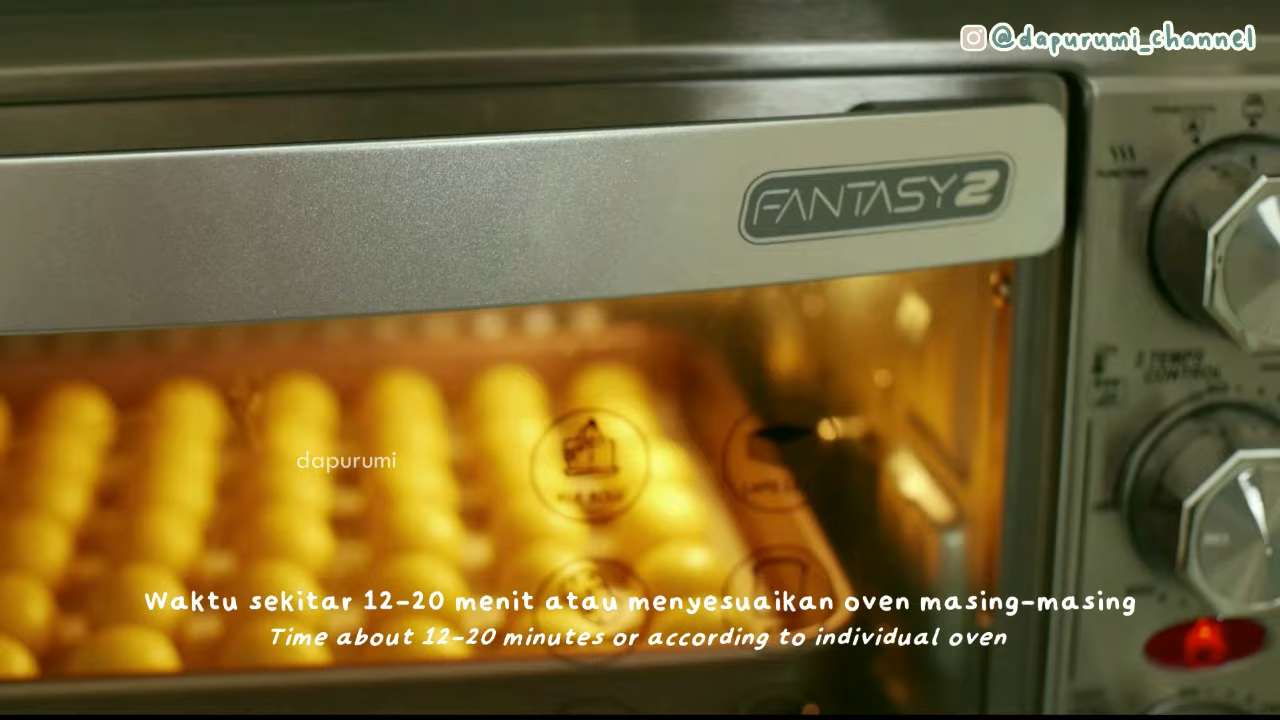 @dapurumi_channel
FANTASY2
CONTROL
dapurumi
Waktu sekitar 12-20 menit atau menyesuaikan oven masing-masing
Time about 12-20 minutes or according to individual oven